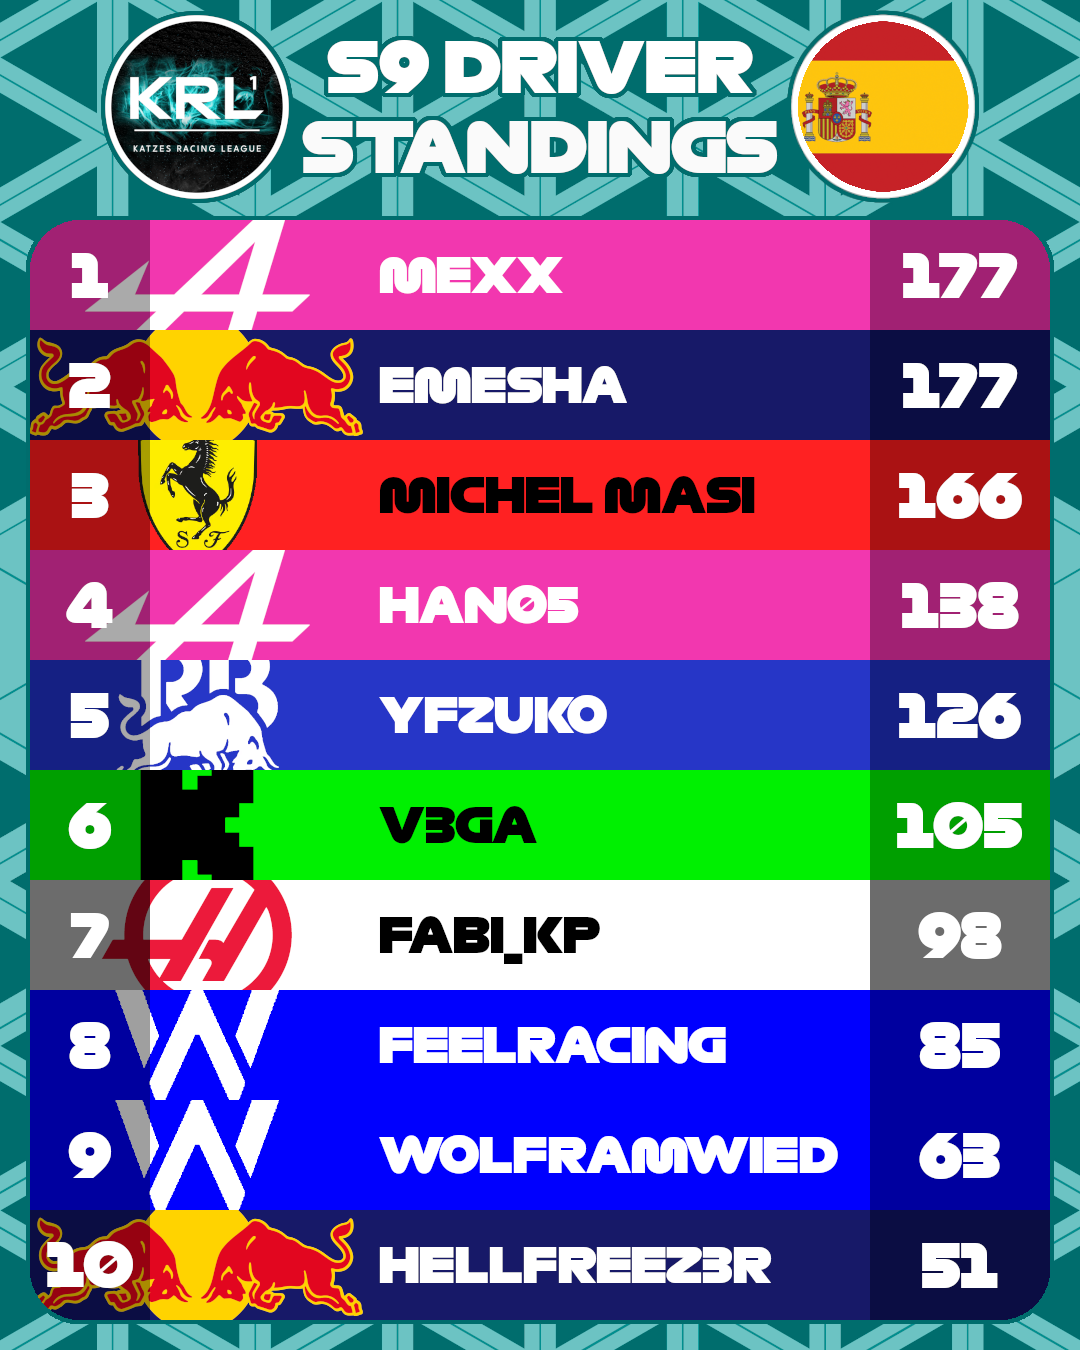 KRL1
KATZES RACING LEAGUE
S9 DRIVER
STANDINGS
1 MEXX 177
2 EMESHA 177
3 S F MICHEL MASI 166
4 HAN05 138
5 RB YFZUKO 126
6 V3GA 105
7 FABI_KP 98
8 FEELRACING 85
9 WOLFRAMWIED 63
10 HELLFREEZ3R 51